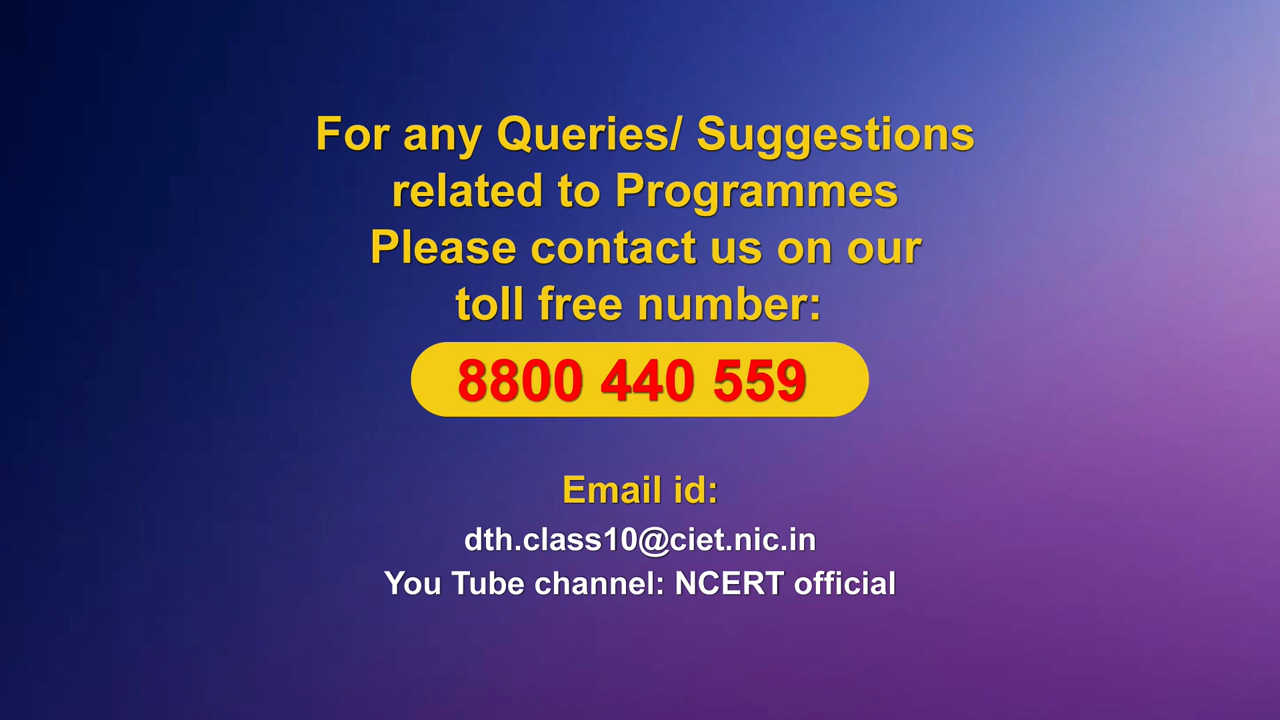 For any Queries/ Suggestions
related to Programmes
Please contact us on our
toll free number:
8800 440 559
Email id:
dth.class10@ciet.nic.in
You Tube channel: NCERT official